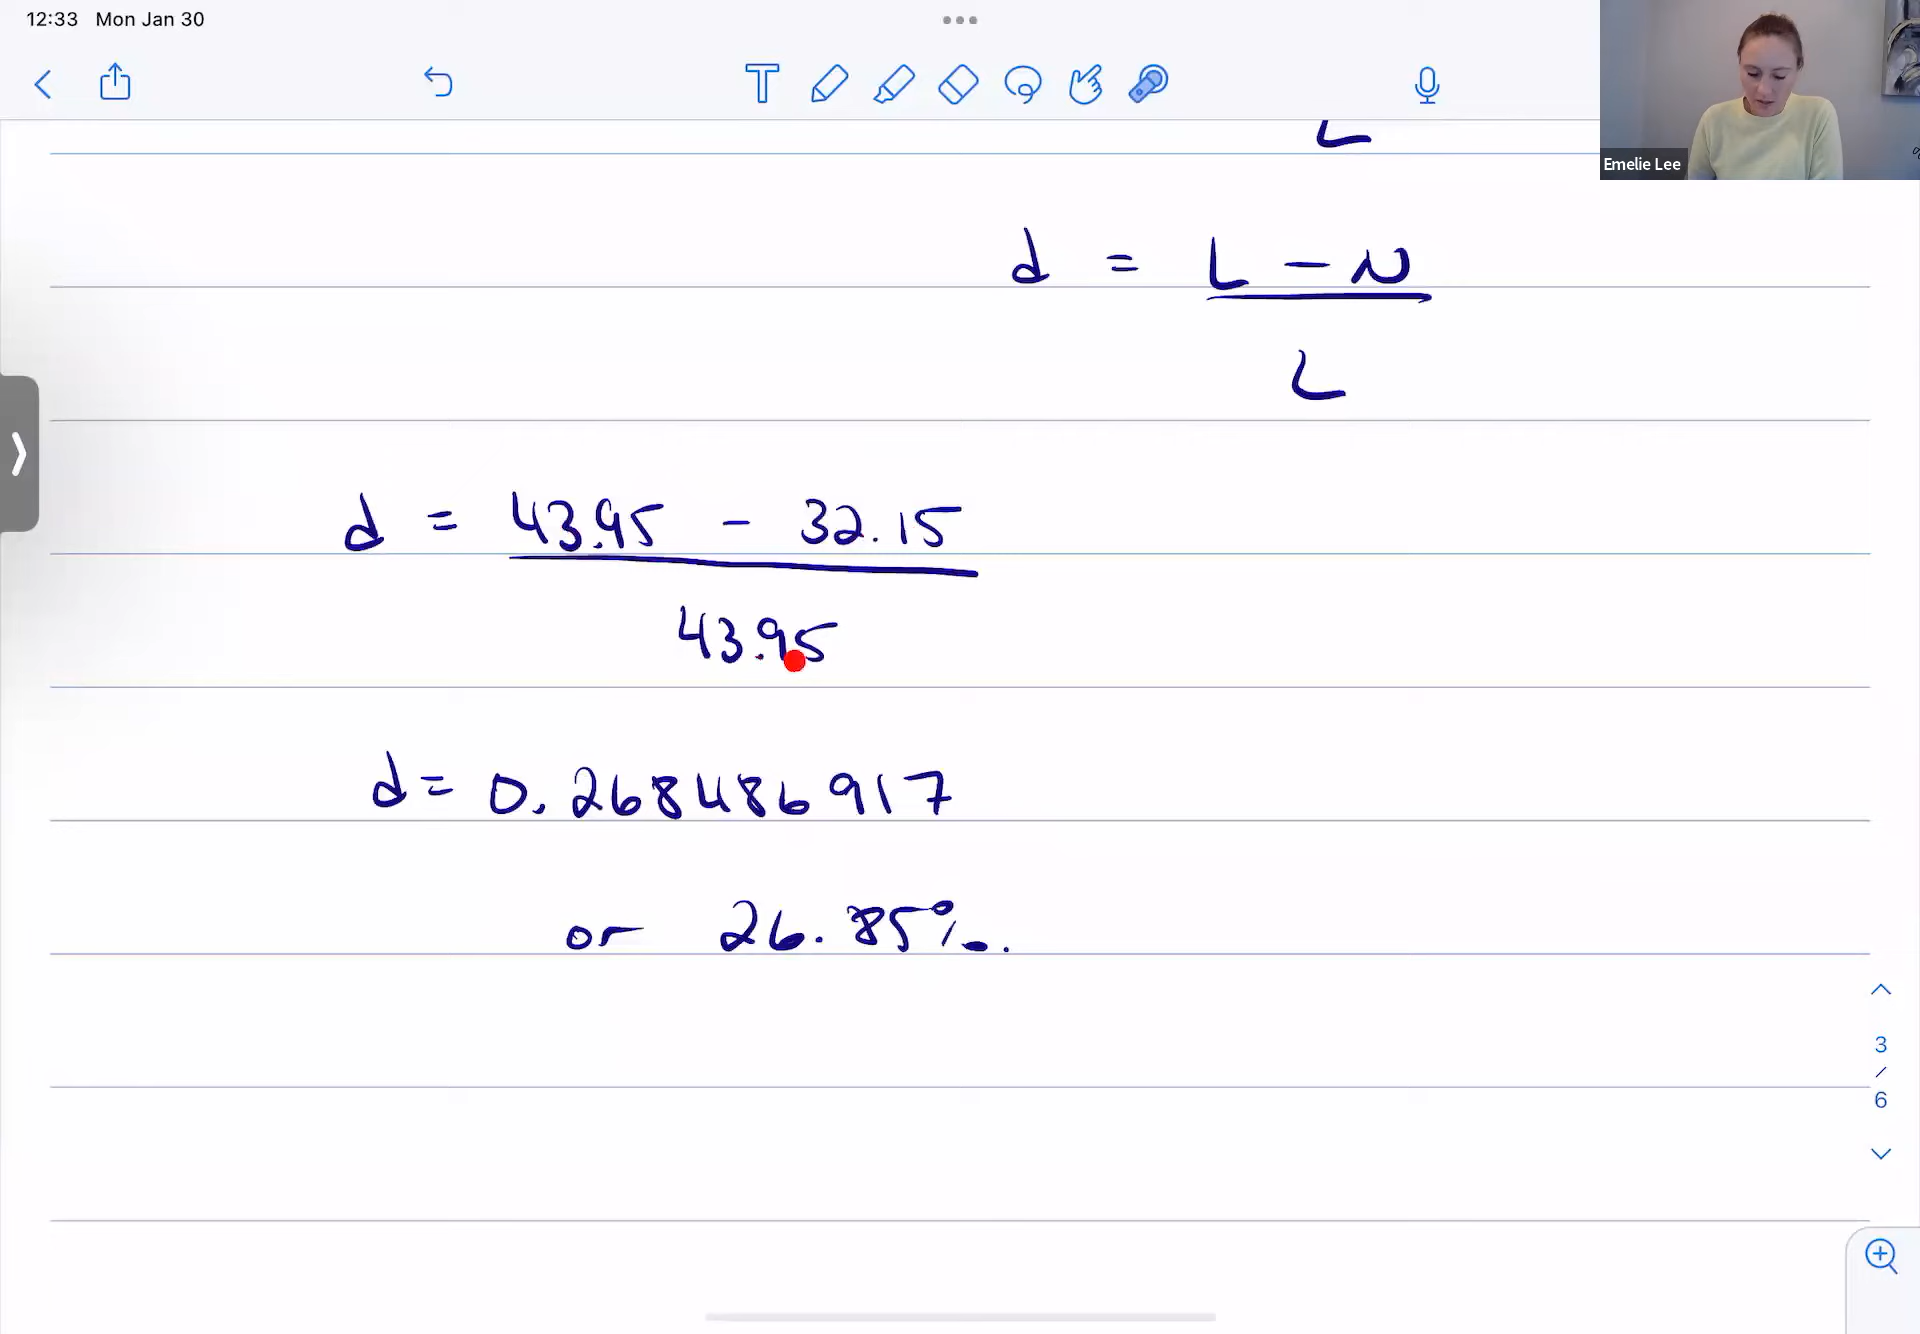 12:33 Mon Jan 30
Emelie Lee
L
d = L - N
L
d = 43.95 - 32.15
43.95
d = 0.268486917
or 26.85%.
3
/
6